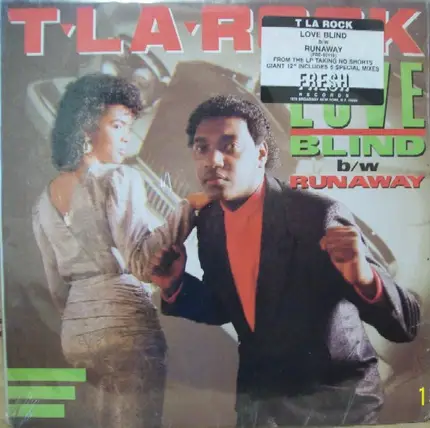 T·LA·ROCK
T LA ROCK
LOVE BLIND
B/W
RUNAWAY
FROM THE LP TAKING NO SHORTS
GIANT 12" INCLUDES 5 SPECIAL MIXES
FRESH
RECORDS
LOVE
BLIND
b/w
RUNAWAY
1